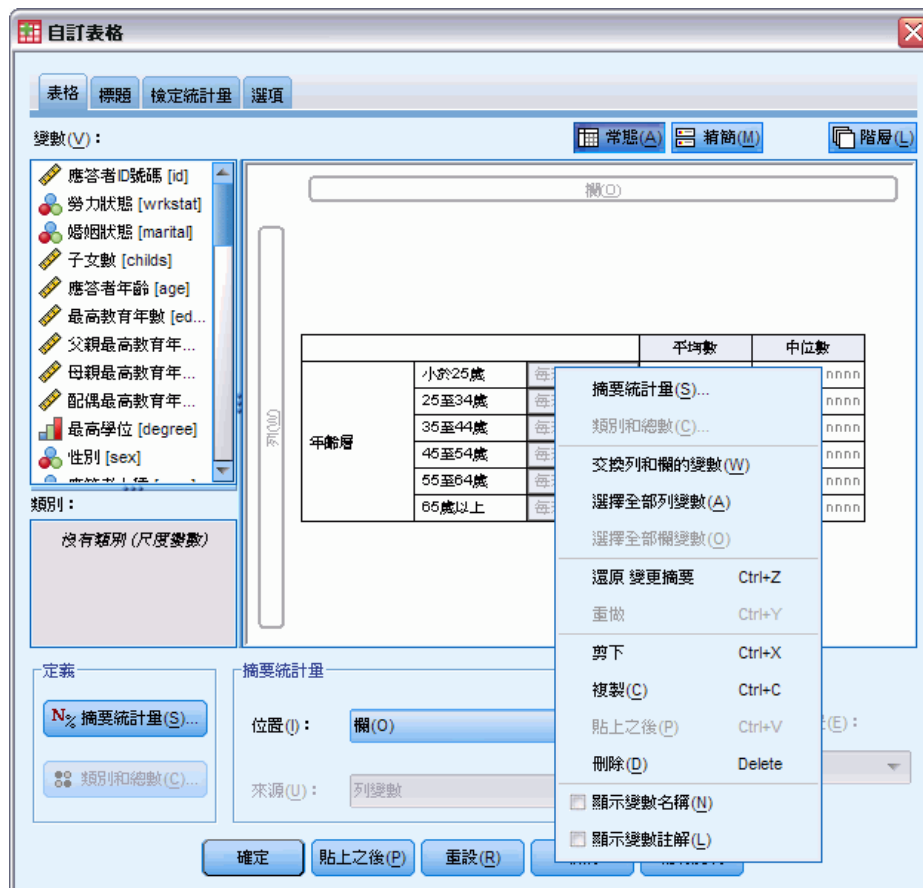 自訂表格
表格 標題 檢定統計量 選項
變數(V)：
常態(A) 精簡(M) 階層(L)
應答者ID號碼 [id]
勞力狀態 [wrkstat]
婚姻狀態 [marital]
子女數 [childs]
應答者年齡 [age]
最高教育年數 [ed...
父親最高教育年...
母親最高教育年...
配偶最高教育年...
最高學位 [degree]
性別 [sex]
類別：
沒有類別 (尺度變數)
欄(O)
平均數 中位數
年齡層
小於25歲 nnnn
25至34歲 nnnn
35至44歲 nnnn
45至54歲 nnnn
55至64歲 nnnn
65歲以上 nnnn
摘要統計量(S)...
類別和總數(C)...
交換列和欄的變數(W)
選擇全部列變數(A)
選擇全部欄變數(O)
還原 變更摘要 Ctrl+Z
重做 Ctrl+Y
剪下 Ctrl+X
複製(C) Ctrl+C
貼上之後(P) Ctrl+V
刪除(D) Delete
顯示變數名稱(N)
顯示變數註解(L)
定義
摘要統計量(S)...
類別和總數(C)...
摘要統計量
位置(I)： 欄(O)
(E)：
來源(U)： 列變數
確定 貼上之後(P) 重設(R)